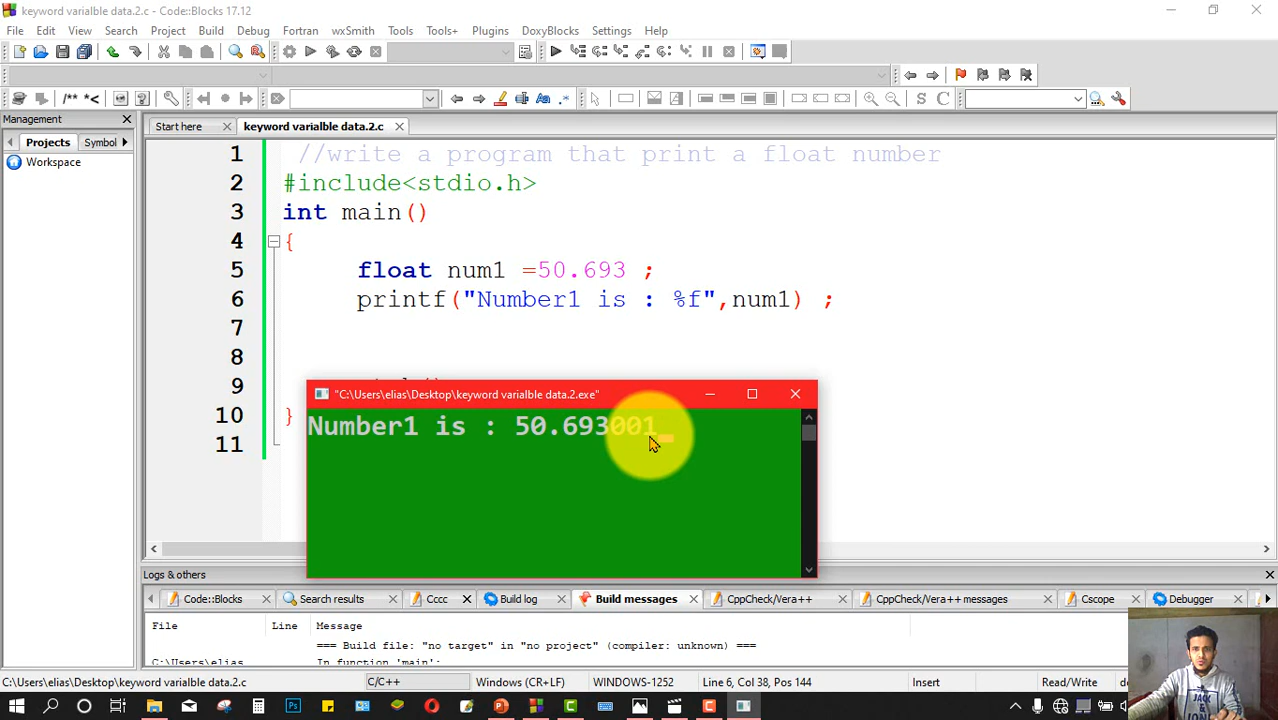 keyword varialble data.2.c - Code::Blocks 17.12
File Edit View Search Project Build Debug Fortran wxSmith Tools Tools+ Plugins DoxyBlocks Settings Help
/** *<
S C
Management
Projects Symbol
Workspace
Start here keyword varialble data.2.c
1 //write a program that print a float number
2 #include<stdio.h>
3 int main()
4 {
5 float num1 =50.693 ;
6 printf("Number1 is : %f",num1) ;
7
8
9
10 }
11
"C:\Users\elias\Desktop\keyword varialble data.2.exe"
Number1 is : 50.693001
Logs & others
Code::Blocks Search results Cccc Build log Build messages CppCheck/Vera++ CppCheck/Vera++ messages Cscope Debugger
File Line Message
=== Build file: "no target" in "no project" (compiler: unknown) ===
C:\Users\elias In function 'main':
C:\Users\elias\Desktop\keyword varialble data.2.c C/C++ Windows (CR+LF) WINDOWS-1252 Line 6, Col 38, Pos 144 Insert Read/Write